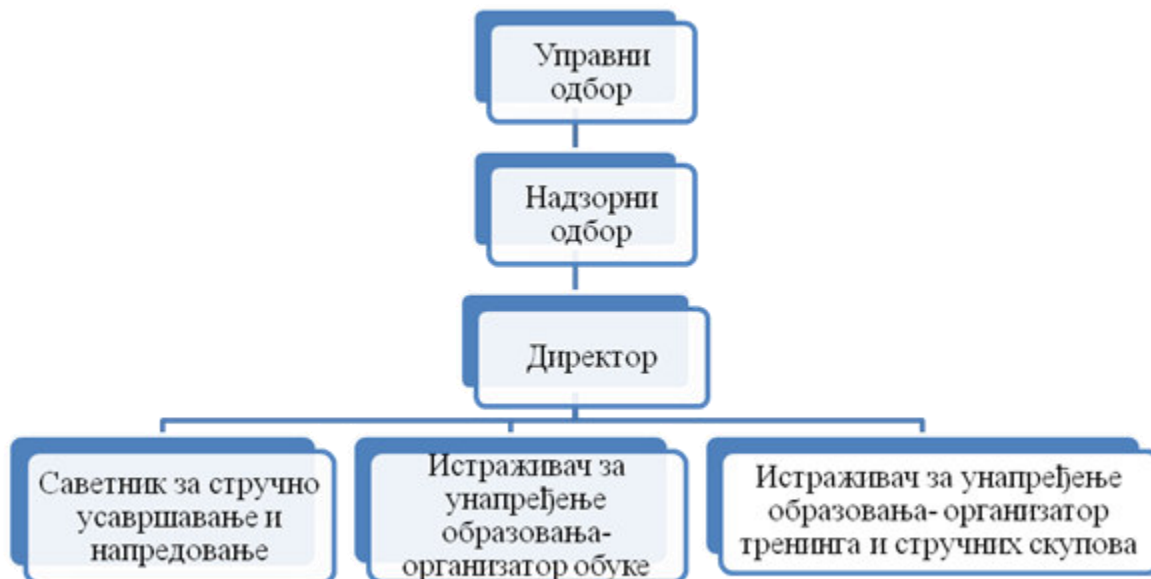 Управни
одбор
Надзорни
одбор
Директор
Саветник за стручно
усавршавање и
напредовање
Истраживач за
унапређење
образовања-
организатор обуке
Истраживач за унапређење
образовања- организатор
тренинга и стручних скупова